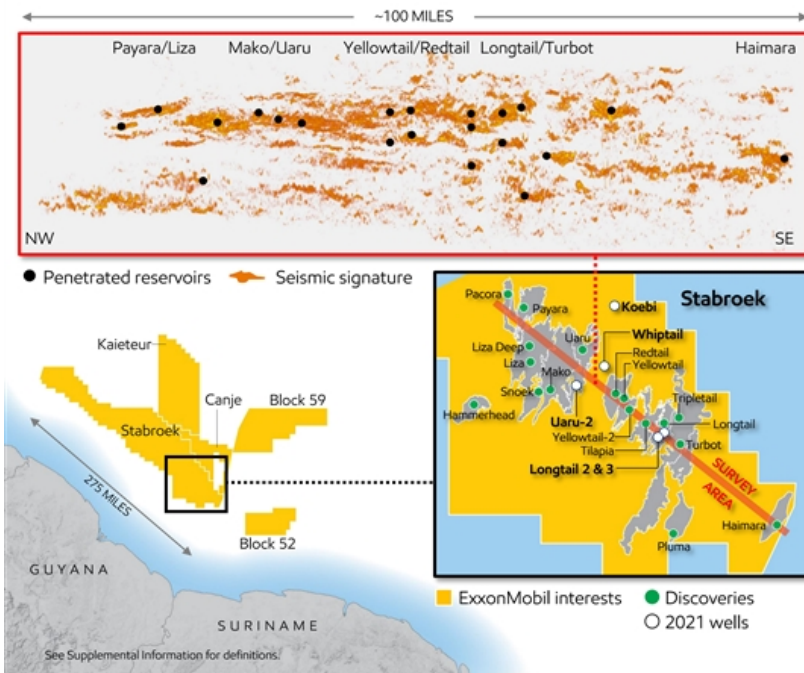 ~100 MILES
Payara/Liza Mako/Uaru Yellowtail/Redtail Longtail/Turbot Haimara
NW SE
Penetrated reservoirs Seismic signature
Kaieteur
Canje
Block 59
Stabroek
275 MILES
Block 52
GUYANA
SURINAME
See Supplemental Information for definitions.
Stabroek
Pacora
Payara
Koebi
Liza Deep
Uaru
Whiptail
Liza
Redtail
Mako
Yellowtail
Snoek
Tripletail
Hammerhead
Uaru-2
Longtail
Yellowtail-2
Tilapia
Turbot
Longtail 2 & 3
SURVEY
AREA
Haimara
Pluma
ExxonMobil interests Discoveries
2021 wells